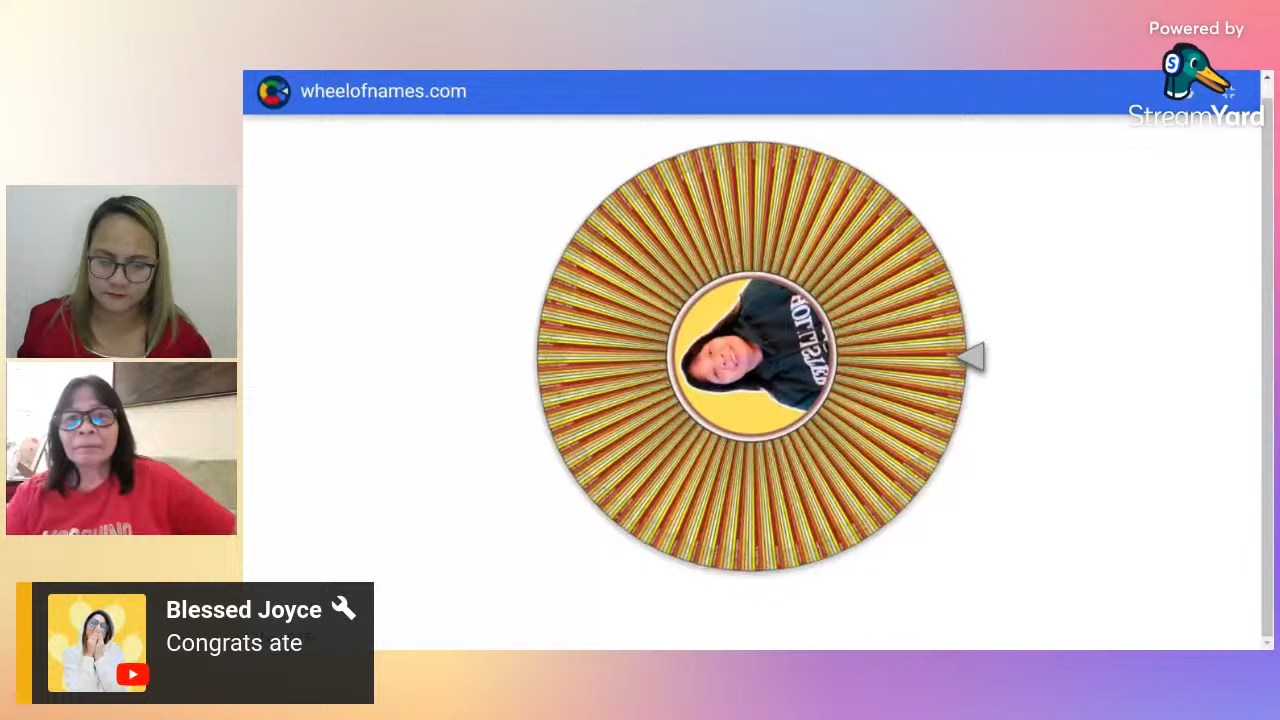 Powered by
StreamYard
wheelofnames.com
Blessed Joyce
Congrats ate